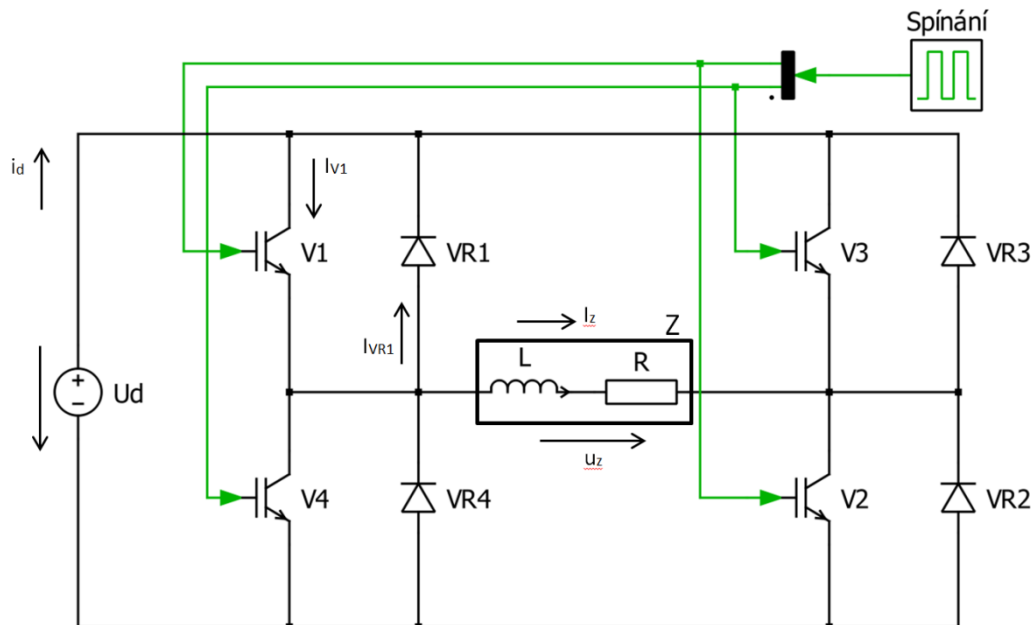 Spínání
id
IV1
V1
VR1
V3
VR3
IVR1
Iz
Z
L
R
+
−
Ud
uz
V4
VR4
V2
VR2